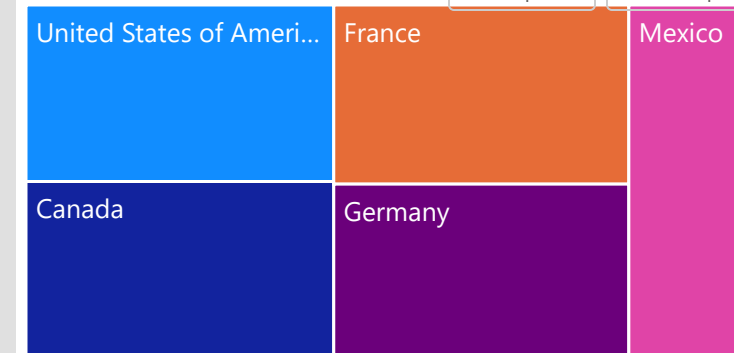 United States of Ameri...
France
Mexico
Canada
Germany